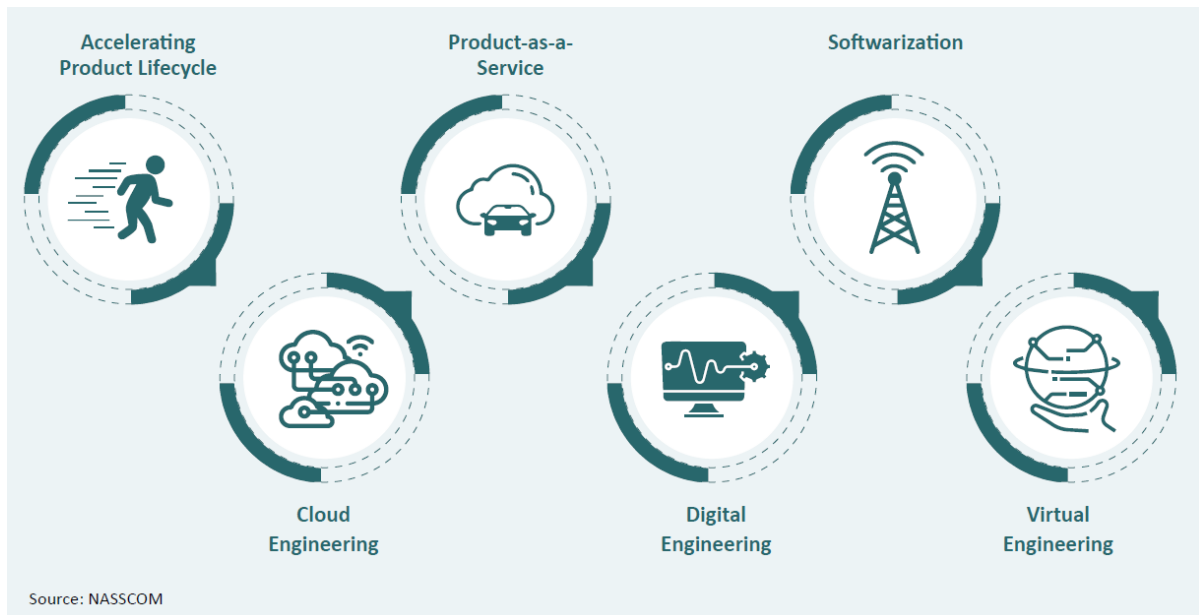 Accelerating
Product Lifecycle
Product-as-a-
Service
Softwarization
Cloud
Engineering
Digital
Engineering
Virtual
Engineering
Source: NASSCOM